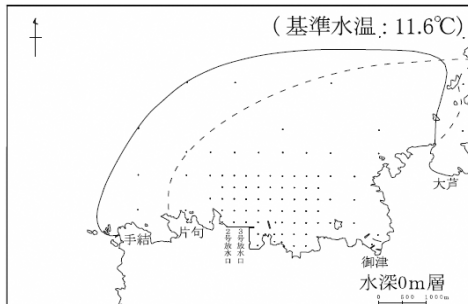 （基準水温：11.6℃）
大芦
手結
片句
2号放水口
3号放水口
御津
水深0m層
0 500 1000m